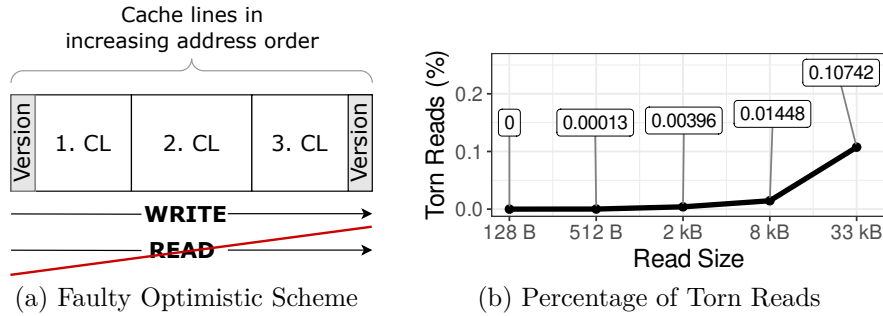 Cache lines in
increasing address order
Version
1. CL
2. CL
3. CL
Version
WRITE
READ
(a) Faulty Optimistic Scheme
Torn Reads (%)
0.2
0.1
0.0
0
0.00013
0.00396
0.01448
0.10742
128 B
512 B
2 kB
8 kB
33 kB
Read Size
(b) Percentage of Torn Reads